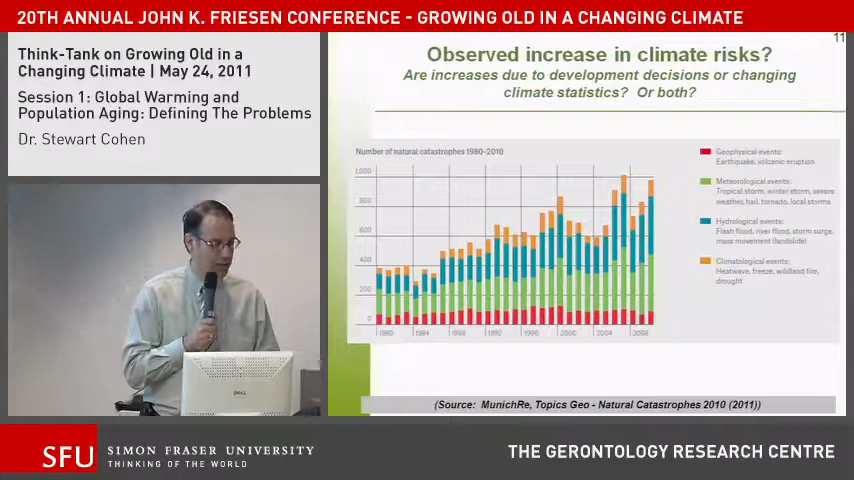 20TH ANNUAL JOHN K. FRIESEN CONFERENCE - GROWING OLD IN A CHANGING CLIMATE
Think-Tank on Growing Old in a
Changing Climate | May 24, 2011
Session 1: Global Warming and
Population Aging: Defining The Problems
Dr. Stewart Cohen
11
Observed increase in climate risks?
Are increases due to development decisions or changing
climate statistics? Or both?
Number of natural catastrophes 1980-2010
1,000
800
600
400
200
0
1980
1984
1988
1992
1996
2000
2004
2008
Geophysical events:
Earthquake, volcanic eruption
Meteorological events:
Tropical storm, winter storm, severe
weather, hail, tornado, local storms
Hydrological events:
Flash flood, river flood, storm surge,
mass movement (landslide)
Climatological events:
Heatwave, freeze, wildland fire,
drought
(Source: MunichRe, Topics Geo - Natural Catastrophes 2010 (2011))
DELL
SFU
SIMON FRASER UNIVERSITY
THINKING OF THE WORLD
THE GERONTOLOGY RESEARCH CENTRE